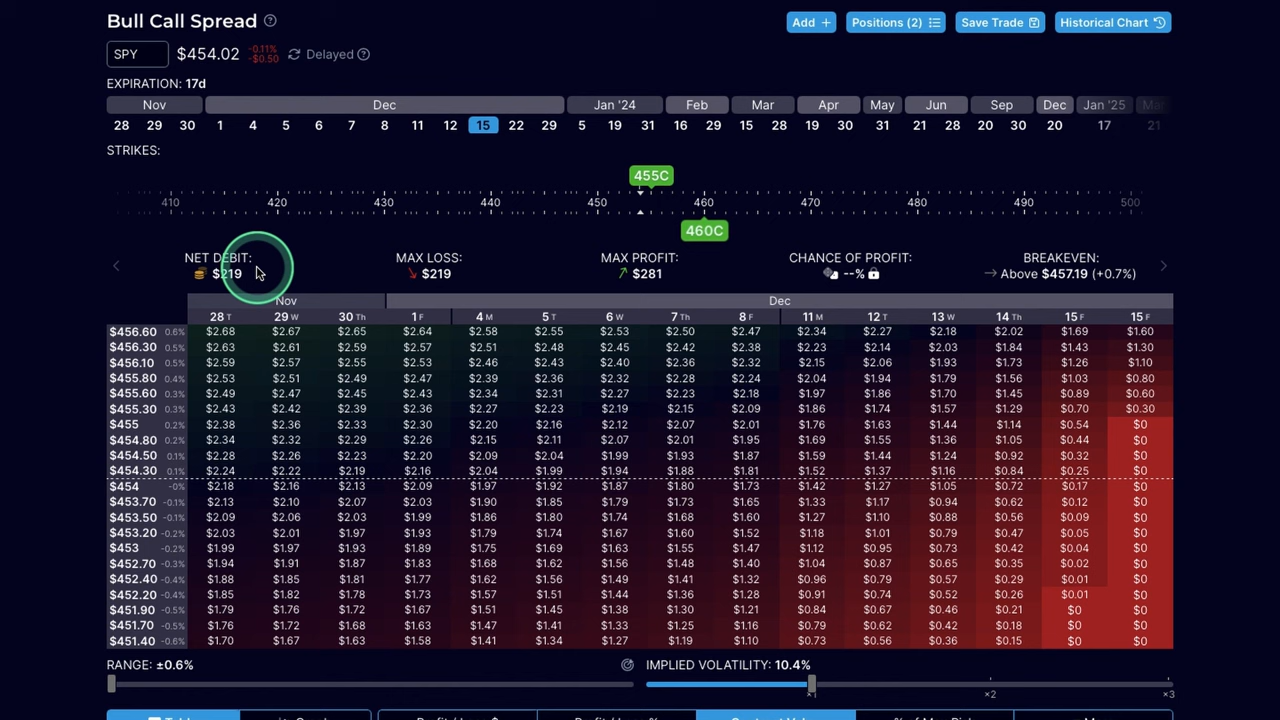 Bull Call Spread ?
Add + Positions (2) Save Trade Historical Chart
SPY $454.02 -0.11% -$0.50 Delayed ?
EXPIRATION: 17d
Nov Dec Jan '24 Feb Mar Apr May Jun Sep Dec Jan '25 Mar
28 29 30 1 4 5 6 7 8 11 12 15 22 29 5 19 31 16 29 15 28 19 30 31 21 28 20 30 20 17 21
STRIKES:
455C
410 420 430 440 450 460 470 480 490 500
460C
NET DEBIT: MAX LOSS: MAX PROFIT: CHANCE OF PROFIT: BREAKEVEN:
$219 $219 $281 --% Above $457.19 (+0.7%)
Nov Dec
28 T 29 W 30 Th 1 F 4 M 5 T 6 W 7 Th 8 F 11 M 12 T 13 W 14 Th 15 F 15 F
$456.60 0.6% $2.68 $2.67 $2.65 $2.64 $2.58 $2.55 $2.53 $2.50 $2.47 $2.34 $2.27 $2.18 $2.02 $1.69 $1.60
$456.30 0.5% $2.63 $2.61 $2.59 $2.57 $2.51 $2.48 $2.45 $2.42 $2.38 $2.23 $2.14 $2.03 $1.84 $1.43 $1.30
$456.10 0.5% $2.59 $2.57 $2.55 $2.53 $2.46 $2.43 $2.40 $2.36 $2.32 $2.15 $2.06 $1.93 $1.73 $1.26 $1.10
$455.80 0.4% $2.53 $2.51 $2.49 $2.47 $2.39 $2.36 $2.32 $2.28 $2.24 $2.04 $1.94 $1.79 $1.56 $1.03 $0.80
$455.60 0.3% $2.49 $2.47 $2.45 $2.43 $2.34 $2.31 $2.27 $2.23 $2.18 $1.97 $1.86 $1.70 $1.45 $0.89 $0.60
$455.30 0.3% $2.43 $2.42 $2.39 $2.36 $2.27 $2.23 $2.19 $2.15 $2.09 $1.86 $1.74 $1.57 $1.29 $0.70 $0.30
$455 0.2% $2.38 $2.36 $2.33 $2.30 $2.20 $2.16 $2.12 $2.07 $2.01 $1.76 $1.63 $1.44 $1.14 $0.54 $0
$454.80 0.2% $2.34 $2.32 $2.29 $2.26 $2.15 $2.11 $2.07 $2.01 $1.95 $1.69 $1.55 $1.36 $1.05 $0.44 $0
$454.50 0.1% $2.28 $2.26 $2.23 $2.20 $2.09 $2.04 $1.99 $1.93 $1.87 $1.59 $1.44 $1.24 $0.92 $0.32 $0
$454.30 0.1% $2.24 $2.22 $2.19 $2.16 $2.04 $1.99 $1.94 $1.88 $1.81 $1.52 $1.37 $1.16 $0.84 $0.25 $0
$454 -0% $2.18 $2.16 $2.13 $2.09 $1.97 $1.92 $1.87 $1.80 $1.73 $1.42 $1.27 $1.05 $0.72 $0.17 $0
$453.70 -0.1% $2.13 $2.10 $2.07 $2.03 $1.90 $1.85 $1.79 $1.73 $1.65 $1.33 $1.17 $0.94 $0.62 $0.12 $0
$453.50 -0.1% $2.09 $2.06 $2.03 $1.99 $1.86 $1.80 $1.74 $1.68 $1.60 $1.27 $1.10 $0.88 $0.56 $0.09 $0
$453.20 -0.2% $2.03 $2.01 $1.97 $1.93 $1.79 $1.74 $1.67 $1.60 $1.52 $1.18 $1.01 $0.79 $0.47 $0.05 $0
$453 -0.2% $1.99 $1.97 $1.93 $1.89 $1.75 $1.69 $1.63 $1.55 $1.47 $1.12 $0.95 $0.73 $0.42 $0.04 $0
$452.70 -0.3% $1.94 $1.91 $1.87 $1.83 $1.68 $1.62 $1.56 $1.48 $1.40 $1.04 $0.87 $0.65 $0.35 $0.02 $0
$452.40 -0.4% $1.88 $1.85 $1.81 $1.77 $1.62 $1.56 $1.49 $1.41 $1.32 $0.96 $0.79 $0.57 $0.29 $0.01 $0
$452.20 -0.4% $1.85 $1.82 $1.78 $1.73 $1.57 $1.51 $1.44 $1.36 $1.28 $0.91 $0.74 $0.52 $0.26 $0.01 $0
$451.90 -0.5% $1.79 $1.76 $1.72 $1.67 $1.51 $1.45 $1.38 $1.30 $1.21 $0.84 $0.67 $0.46 $0.21 $0 $0
$451.70 -0.5% $1.76 $1.72 $1.68 $1.63 $1.47 $1.41 $1.33 $1.25 $1.16 $0.79 $0.62 $0.42 $0.18 $0 $0
$451.40 -0.6% $1.70 $1.67 $1.63 $1.58 $1.41 $1.34 $1.27 $1.19 $1.10 $0.73 $0.56 $0.36 $0.15 $0 $0
RANGE: ±0.6% IMPLIED VOLATILITY: 10.4%
×2 ×3